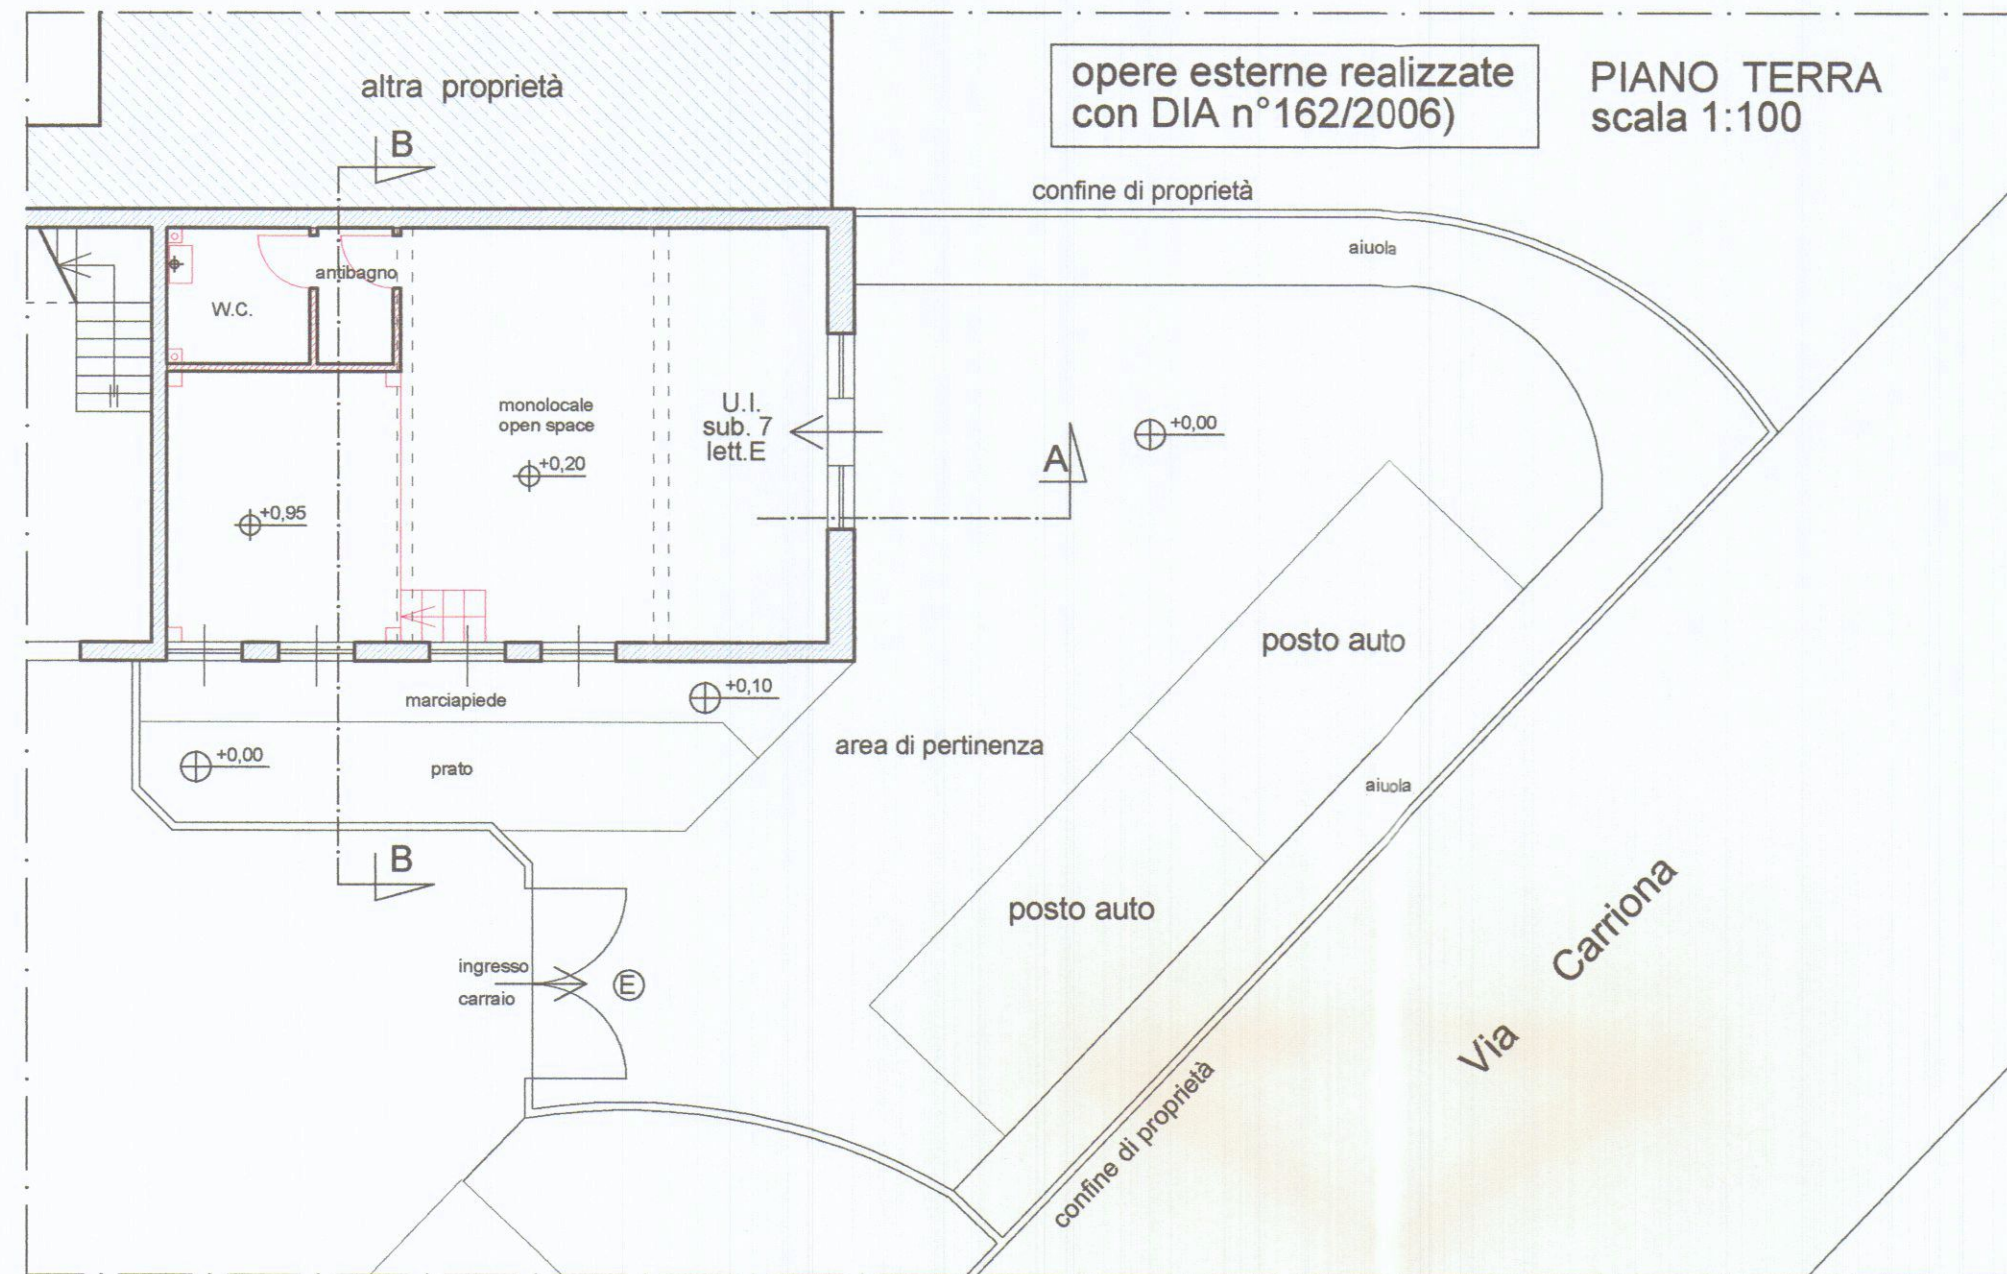 altra proprietà
opere esterne realizzate
con DIA n°162/2006)
PIANO TERRA
scala 1:100
B
confine di proprietà
aiuola
antibagno
W.C.
monolocale
open space
+0,20
U.I.
sub. 7
lett.E
+0,00
A
+0,95
posto auto
+0,10
marciapiede
+0,00
prato
area di pertinenza
aiuola
B
posto auto
ingresso
carraio
E
Via Carriona
confine di proprietà